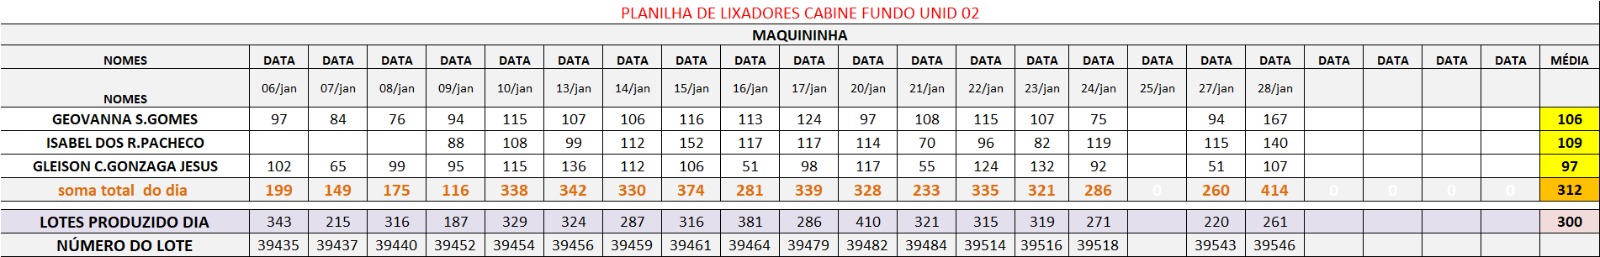 PLANILHA DE LIXADORES CABINE FUNDO UNID 02
MAQUININHA
NOMES DATA DATA DATA DATA DATA DATA DATA DATA DATA DATA DATA DATA DATA DATA DATA DATA DATA DATA DATA DATA DATA DATA MÉDIA
NOMES 06/jan 07/jan 08/jan 09/jan 10/jan 13/jan 14/jan 15/jan 16/jan 17/jan 20/jan 21/jan 22/jan 23/jan 24/jan 25/jan 27/jan 28/jan
GEOVANNA S.GOMES 97 84 76 94 115 107 106 116 113 124 97 108 115 107 75 94 167 106
ISABEL DOS R.PACHECO 88 108 99 112 152 117 117 114 70 96 82 119 115 140 109
GLEISON C.GONZAGA JESUS 102 65 99 95 115 136 112 106 51 98 117 55 124 132 92 51 107 97
soma total do dia 199 149 175 116 338 342 330 374 281 339 328 233 335 321 286 0 260 414 0 0 0 0 312
LOTES PRODUZIDO DIA 343 215 316 187 329 324 287 316 381 286 410 321 315 319 271 220 261 300
NÚMERO DO LOTE 39435 39437 39440 39452 39454 39456 39459 39461 39464 39479 39482 39484 39514 39516 39518 39543 39546